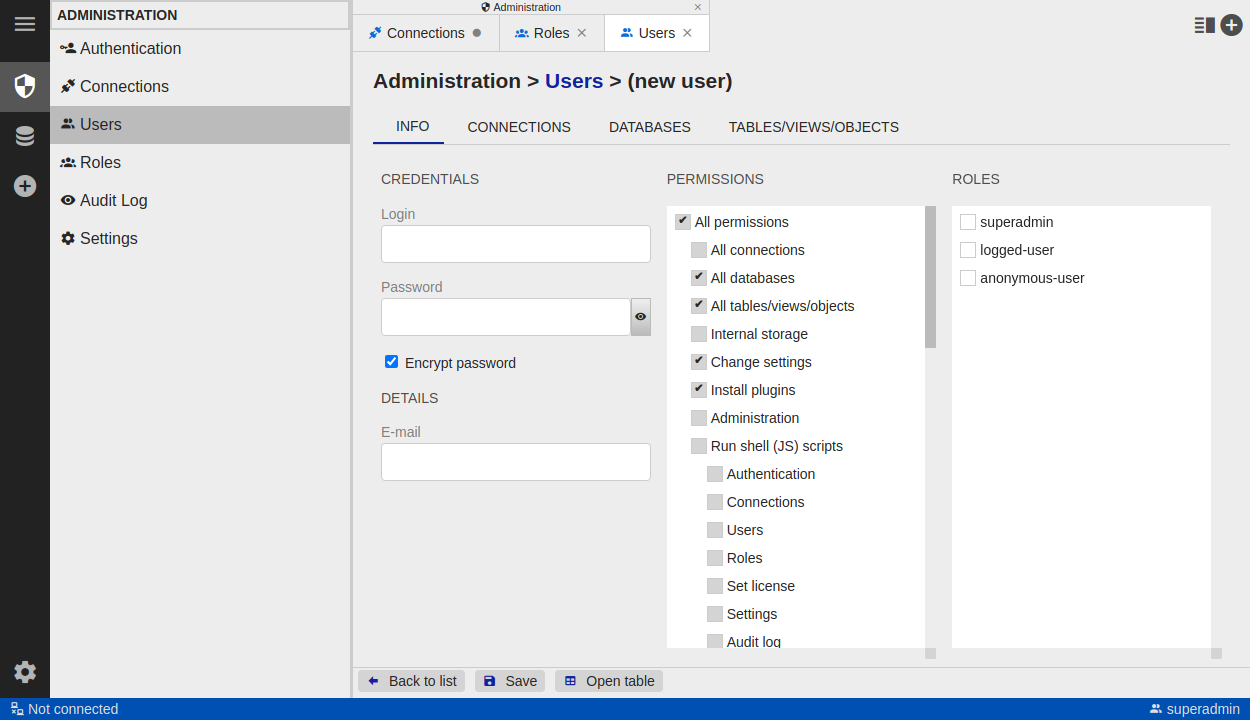 ADMINISTRATION
Authentication
Connections
Users
Roles
Audit Log
Settings
Administration
Connections
Roles
Users
Administration > Users > (new user)
INFO
CONNECTIONS
DATABASES
TABLES/VIEWS/OBJECTS
CREDENTIALS
Login
Password
Encrypt password
DETAILS
E-mail
PERMISSIONS
All permissions
All connections
All databases
All tables/views/objects
Internal storage
Change settings
Install plugins
Administration
Run shell (JS) scripts
Authentication
Connections
Users
Roles
Set license
Settings
Audit log
ROLES
superadmin
logged-user
anonymous-user
Back to list
Save
Open table
Not connected
superadmin